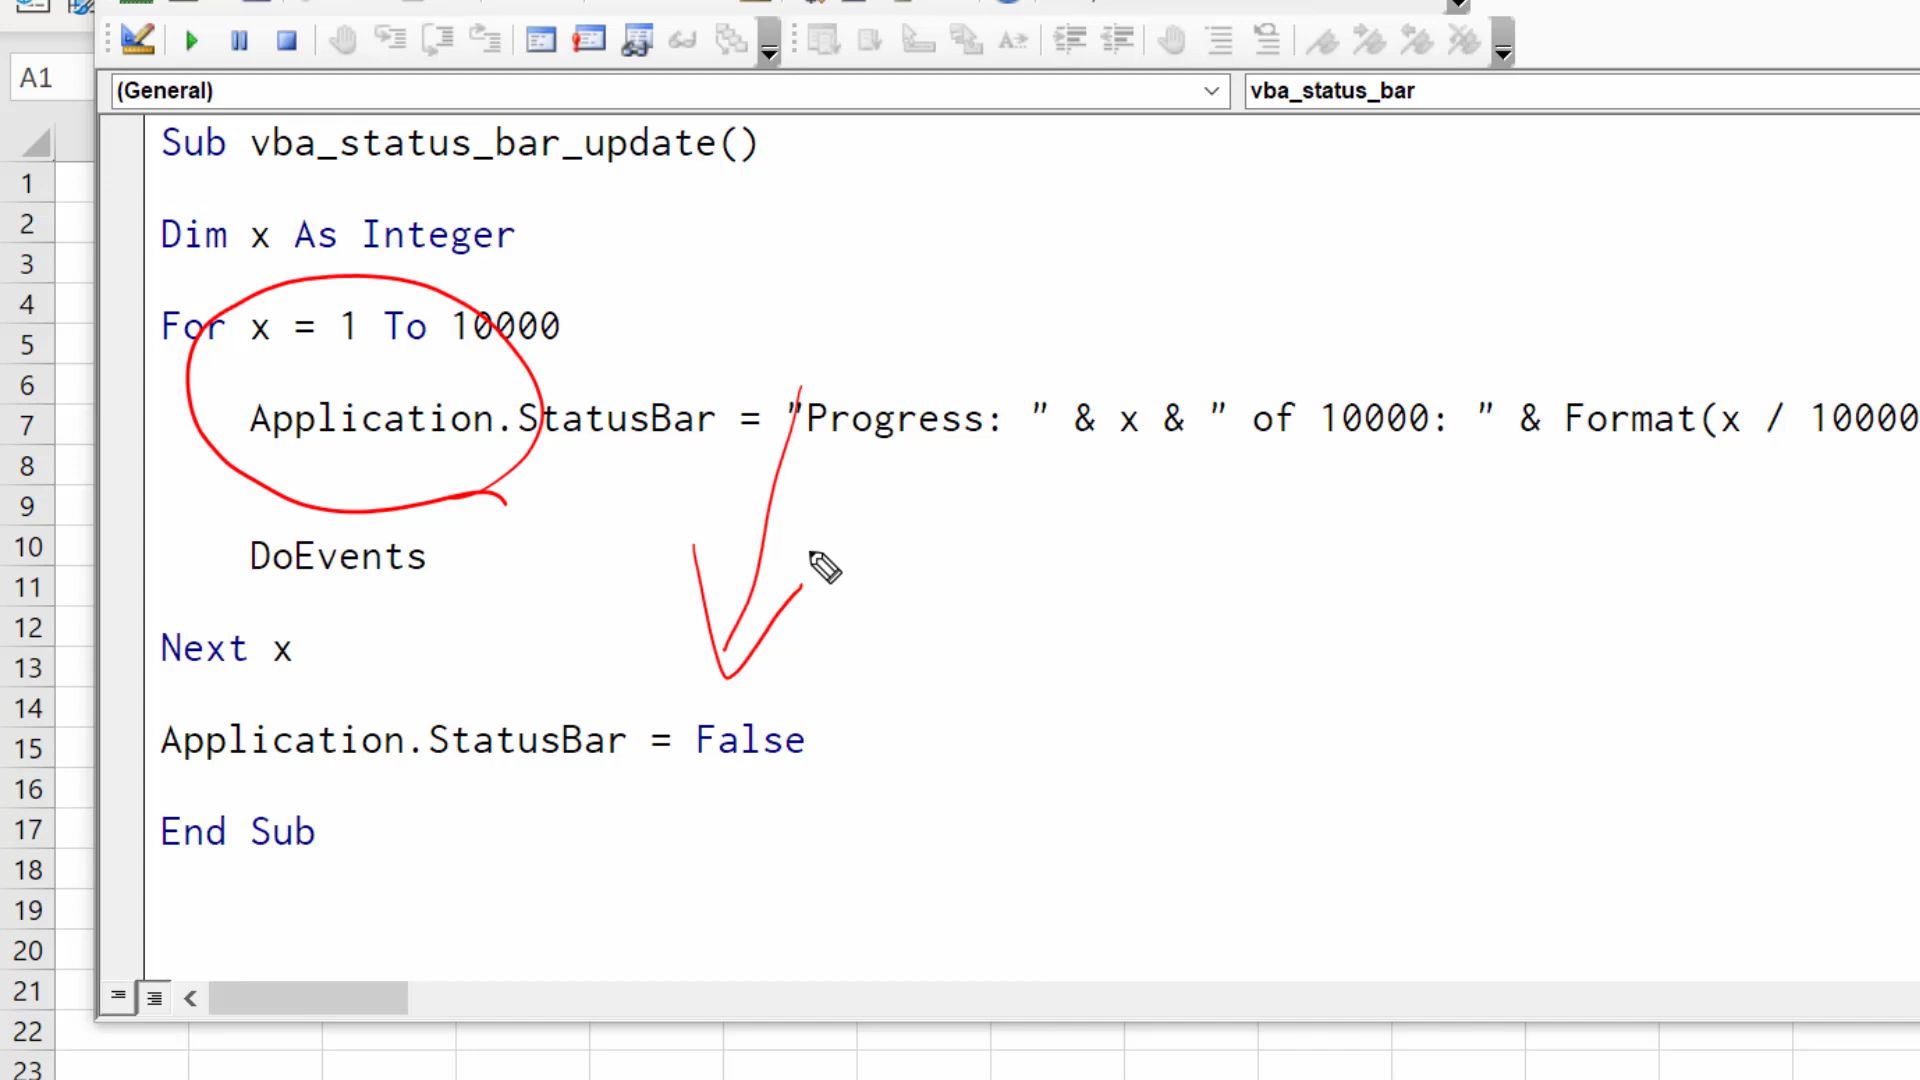 A1
(General)
vba_status_bar
Sub vba_status_bar_update()
Dim x As Integer
For x = 1 To 10000
Application.StatusBar = "Progress: " & x & " of 10000: " & Format(x / 10000
DoEvents
Next x
Application.StatusBar = False
End Sub
1
2
3
4
5
6
7
8
9
10
11
12
13
14
15
16
17
18
19
20
21
22
23